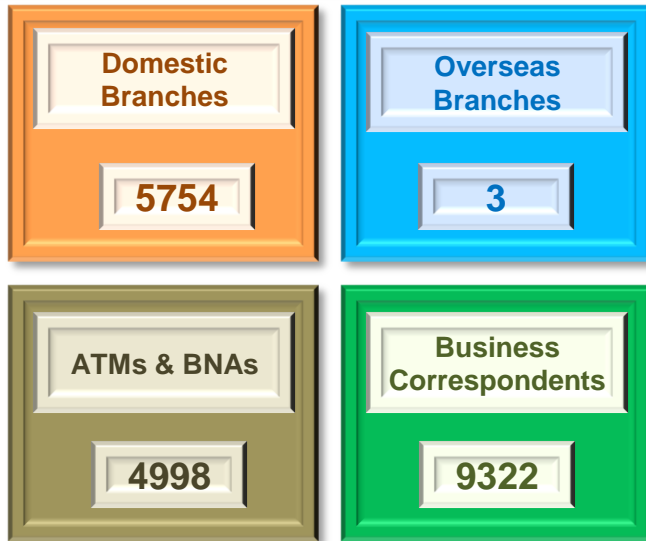 Domestic
Branches
5754
Overseas
Branches
3
ATMs & BNAs
4998
Business
Correspondents
9322